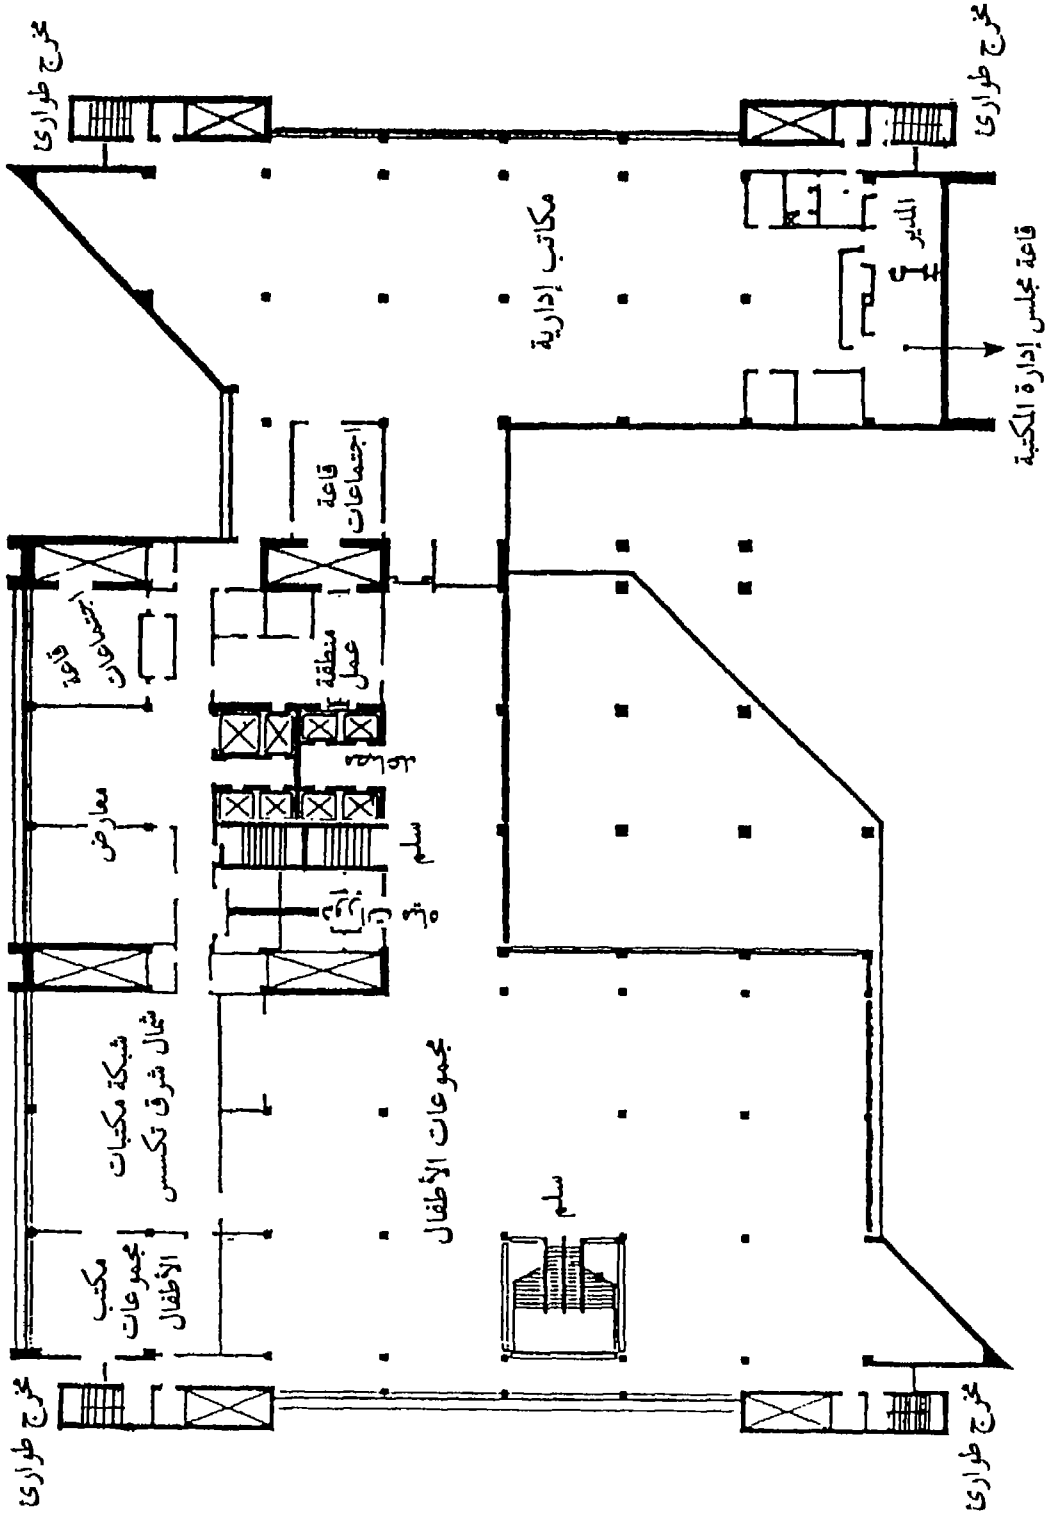 مخرج طوارئ
مخرج طوارئ
مكتب
مجموعات
الأطفال
شبكة مكتبات
شمال شرق تكسس
معارض
قاعة
اجتماعات
مجموعات الأطفال
سلم
سلم
منطقة
عمل
قاعة
اجتماعات
مكاتب إدارية
المدير
قاعة مجلس إدارة المكتبة
مخرج طوارئ
مخرج طوارئ